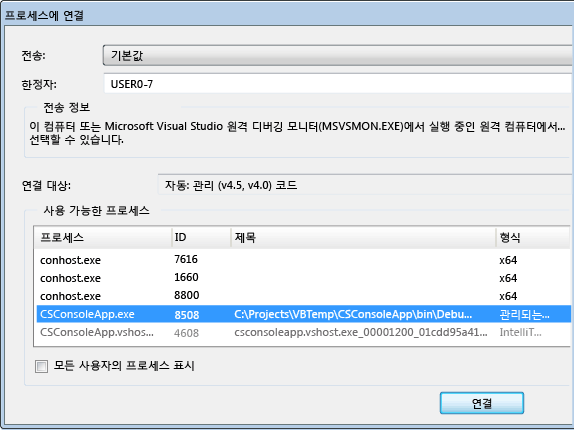 프로세스에 연결
전송: 기본값
한정자: USER0-7
전송 정보
이 컴퓨터 또는 Microsoft Visual Studio 원격 디버깅 모니터(MSVSMON.EXE)에서 실행 중인 원격 컴퓨터에서...
선택할 수 있습니다.
연결 대상: 자동: 관리 (v4.5, v4.0) 코드
사용 가능한 프로세스
프로세스 ID 제목 형식
conhost.exe 7616 x64
conhost.exe 1660 x64
conhost.exe 8800 x64
CSConsoleApp.exe 8508 C:\Projects\VBTemp\CSConsoleApp\bin\Debu... 관리되는...
CSConsoleApp.vshos... 4608 csconsoleapp.vshost.exe_00001200_01cdd95a41... IntelliT...
모든 사용자의 프로세스 표시
연결